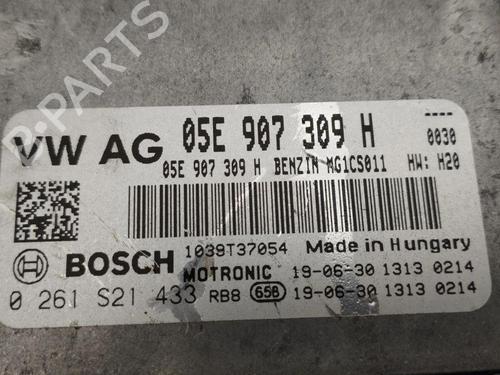 B-PARTS
VW AG 05E 907 309 H 0030
05E 907 309 H BENZIN MG1CS011 HW: H20
1039T37054 Made in Hungary
BOSCH MOTRONIC 19-06-30 1313 0214
0 261 S21 433 RB8 65B 19-06-30 1313 0214